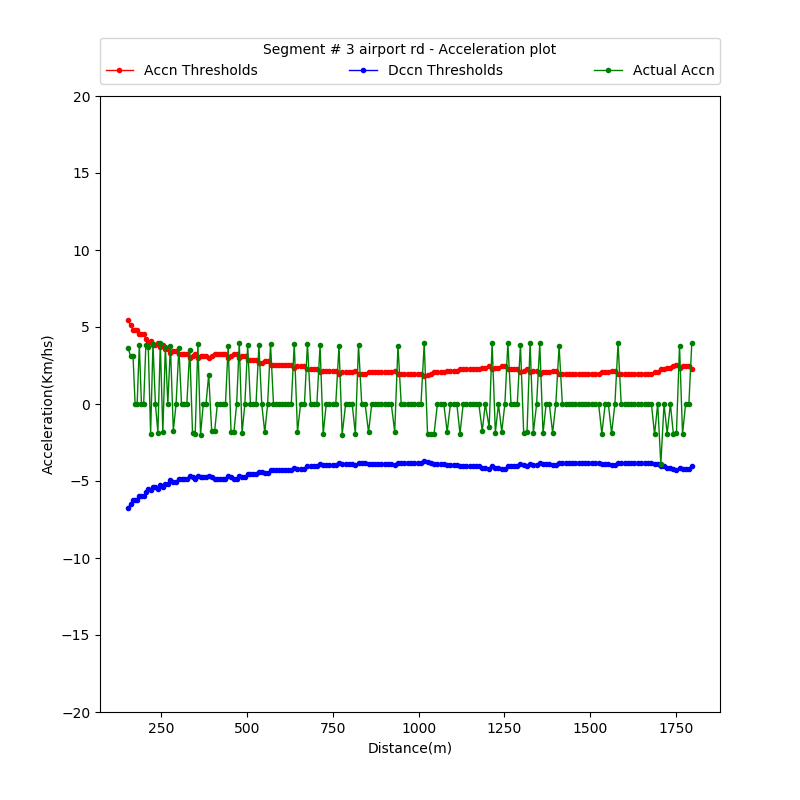 Segment # 3 airport rd - Acceleration plot
Accn Thresholds Dccn Thresholds Actual Accn
20
15
10
5
0
−5
−10
−15
−20
Acceleration(Km/hs)
250 500 750 1000 1250 1500 1750
Distance(m)